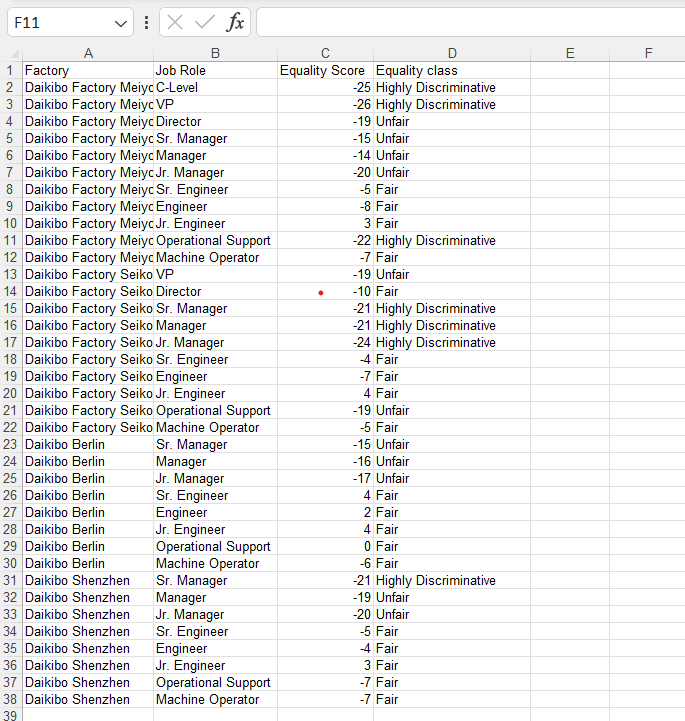 F11 fx
A B C D E F
1 Factory Job Role Equality Score Equality class
2 Daikibo Factory Meiyo C-Level -25 Highly Discriminative
3 Daikibo Factory Meiyo VP -26 Highly Discriminative
4 Daikibo Factory Meiyo Director -19 Unfair
5 Daikibo Factory Meiyo Sr. Manager -15 Unfair
6 Daikibo Factory Meiyo Manager -14 Unfair
7 Daikibo Factory Meiyo Jr. Manager -20 Unfair
8 Daikibo Factory Meiyo Sr. Engineer -5 Fair
9 Daikibo Factory Meiyo Engineer -8 Fair
10 Daikibo Factory Meiyo Jr. Engineer 3 Fair
11 Daikibo Factory Meiyo Operational Support -22 Highly Discriminative
12 Daikibo Factory Meiyo Machine Operator -7 Fair
13 Daikibo Factory Seiko VP -19 Unfair
14 Daikibo Factory Seiko Director -10 Fair
15 Daikibo Factory Seiko Sr. Manager -21 Highly Discriminative
16 Daikibo Factory Seiko Manager -21 Highly Discriminative
17 Daikibo Factory Seiko Jr. Manager -24 Highly Discriminative
18 Daikibo Factory Seiko Sr. Engineer -4 Fair
19 Daikibo Factory Seiko Engineer -7 Fair
20 Daikibo Factory Seiko Jr. Engineer 4 Fair
21 Daikibo Factory Seiko Operational Support -19 Unfair
22 Daikibo Factory Seiko Machine Operator -5 Fair
23 Daikibo Berlin Sr. Manager -15 Unfair
24 Daikibo Berlin Manager -16 Unfair
25 Daikibo Berlin Jr. Manager -17 Unfair
26 Daikibo Berlin Sr. Engineer 4 Fair
27 Daikibo Berlin Engineer 2 Fair
28 Daikibo Berlin Jr. Engineer 4 Fair
29 Daikibo Berlin Operational Support 0 Fair
30 Daikibo Berlin Machine Operator -6 Fair
31 Daikibo Shenzhen Sr. Manager -21 Highly Discriminative
32 Daikibo Shenzhen Manager -19 Unfair
33 Daikibo Shenzhen Jr. Manager -20 Unfair
34 Daikibo Shenzhen Sr. Engineer -5 Fair
35 Daikibo Shenzhen Engineer -4 Fair
36 Daikibo Shenzhen Jr. Engineer 3 Fair
37 Daikibo Shenzhen Operational Support -7 Fair
38 Daikibo Shenzhen Machine Operator -7 Fair
39